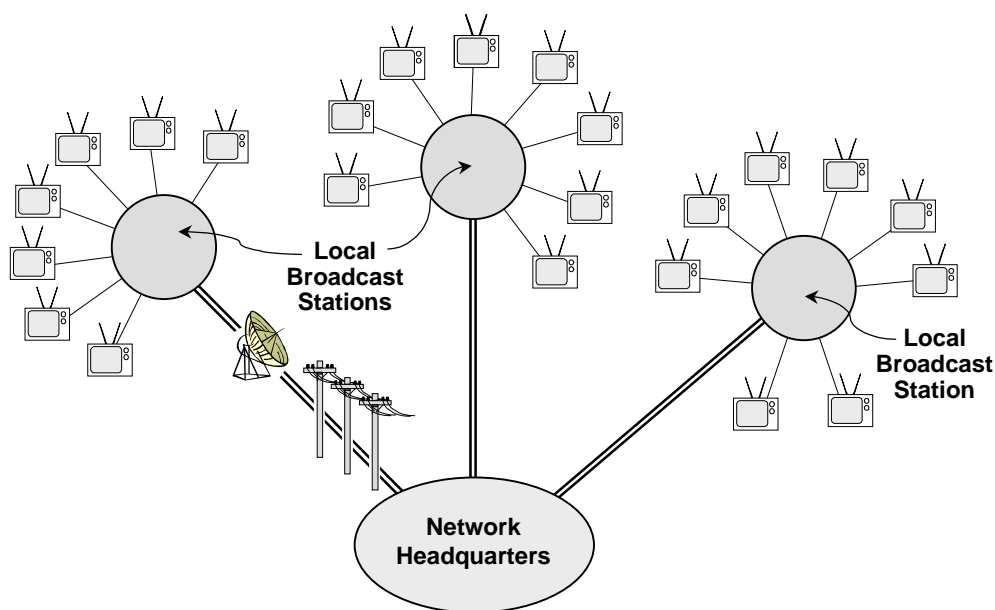 Local
Broadcast
Stations
Local
Broadcast
Station
Network
Headquarters